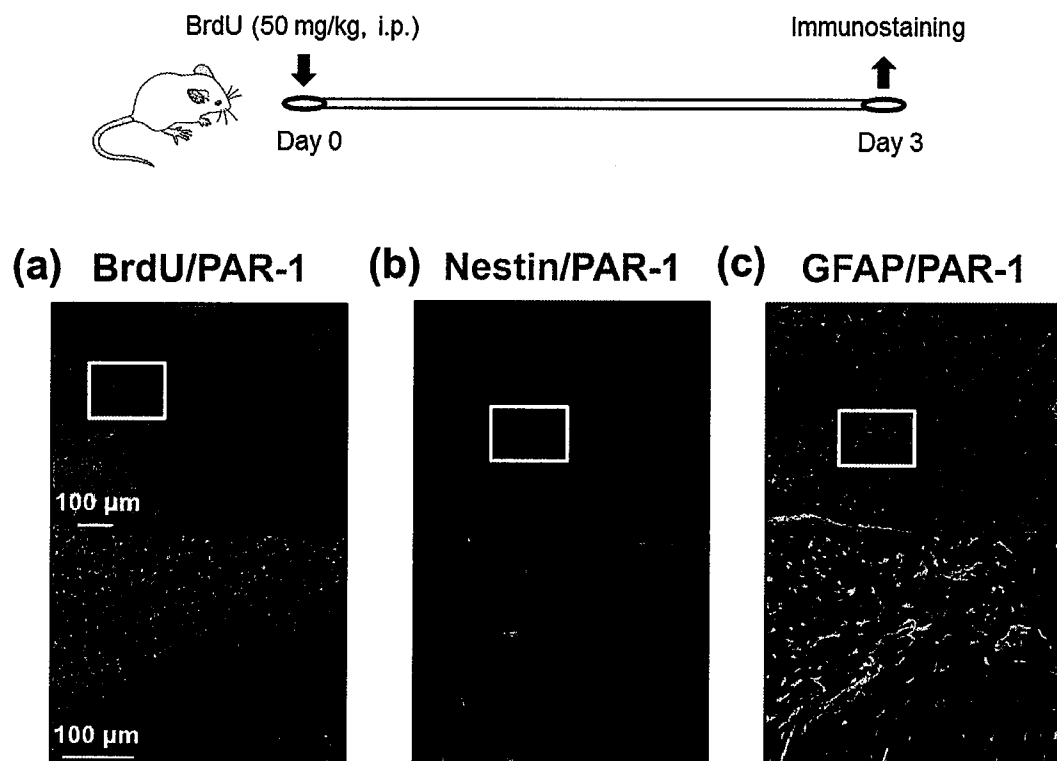 BrdU (50 mg/kg, i.p.)
Immunostaining
Day 0
Day 3
(a) BrdU/PAR-1
(b) Nestin/PAR-1
(c) GFAP/PAR-1
100 µm
100 µm